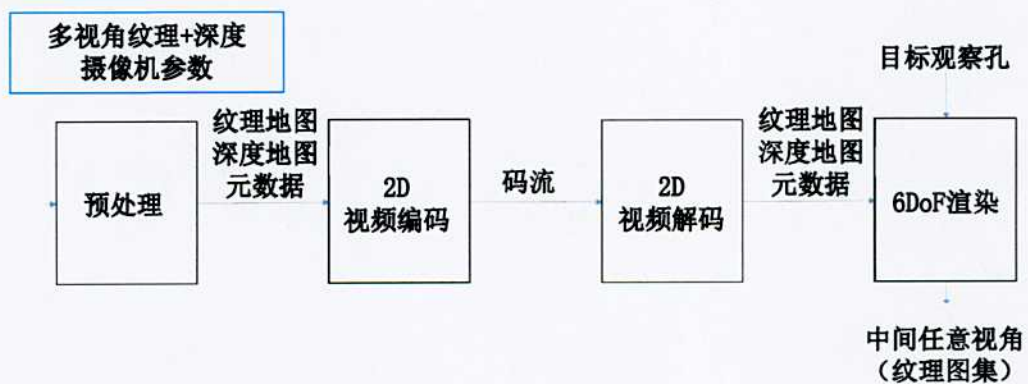 多视角纹理+深度
摄像机参数
目标观察孔
纹理地图
深度地图
元数据
纹理地图
深度地图
元数据
预处理
2D
视频编码
码流
2D
视频解码
6DoF渲染
中间任意视角
（纹理图集）